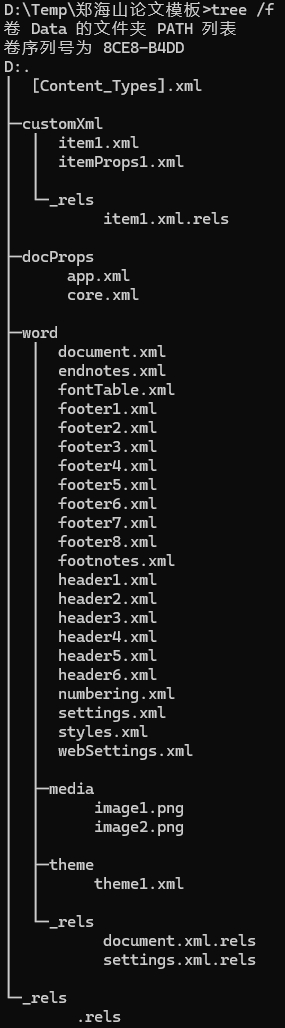 D:\Temp\郑海山论文模板>tree /f
卷 Data 的文件夹 PATH 列表
卷序列号为 8CE8-B4DD
D:.
│  [Content_Types].xml
│
├─customXml
│  │  item1.xml
│  │  itemProps1.xml
│  │
│  └─_rels
│          item1.xml.rels
│
├─docProps
│      app.xml
│      core.xml
│
├─word
│  │  document.xml
│  │  endnotes.xml
│  │  fontTable.xml
│  │  footer1.xml
│  │  footer2.xml
│  │  footer3.xml
│  │  footer4.xml
│  │  footer5.xml
│  │  footer6.xml
│  │  footer7.xml
│  │  footer8.xml
│  │  footnotes.xml
│  │  header1.xml
│  │  header2.xml
│  │  header3.xml
│  │  header4.xml
│  │  header5.xml
│  │  header6.xml
│  │  numbering.xml
│  │  settings.xml
│  │  styles.xml
│  │  webSettings.xml
│  │
│  ├─media
│  │      image1.png
│  │      image2.png
│  │
│  ├─theme
│  │      theme1.xml
│  │
│  └─_rels
│          document.xml.rels
│          settings.xml.rels
│
└─_rels
        .rels